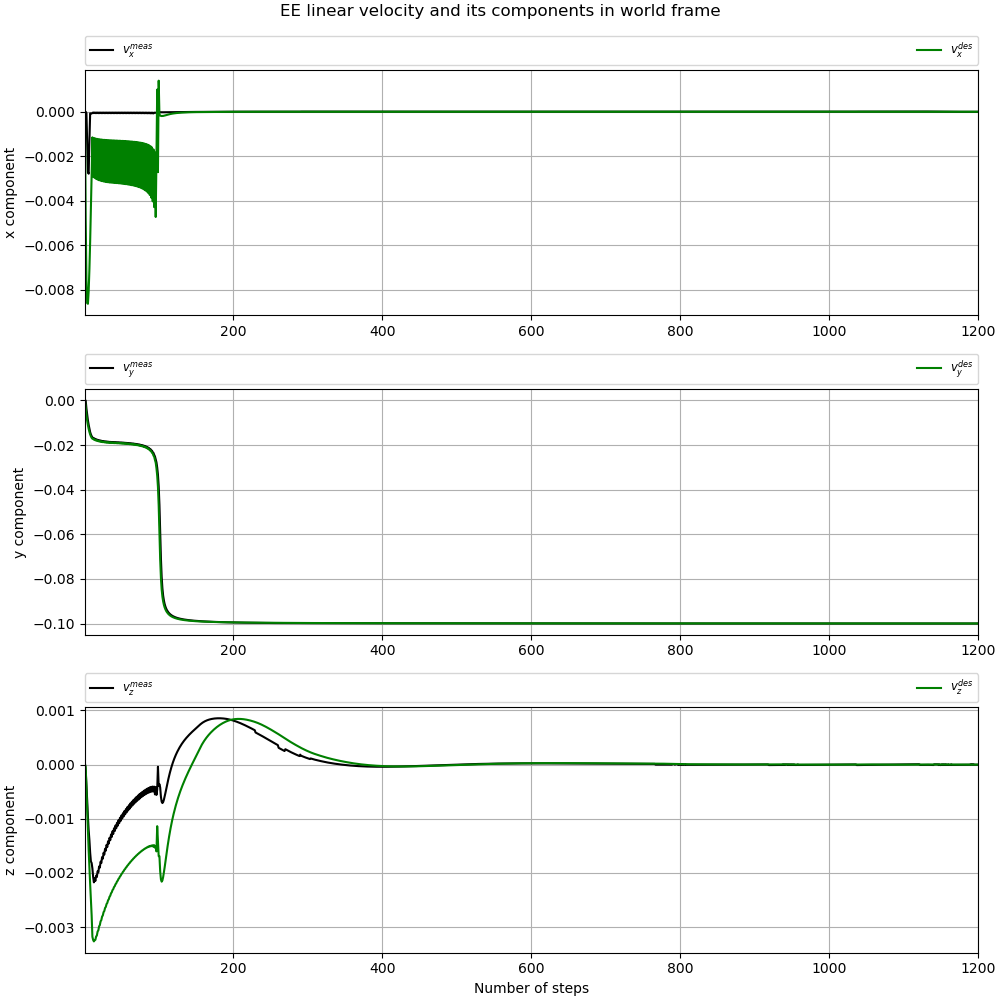 EE linear velocity and its components in world frame
v_x^{meas} v_x^{des}
0.000
−0.002
−0.004
−0.006
−0.008
x component
200 400 600 800 1000 1200
v_y^{meas} v_y^{des}
0.00
−0.02
−0.04
−0.06
−0.08
−0.10
y component
200 400 600 800 1000 1200
v_z^{meas} v_z^{des}
0.001
0.000
−0.001
−0.002
−0.003
z component
200 400 600 800 1000 1200
Number of steps